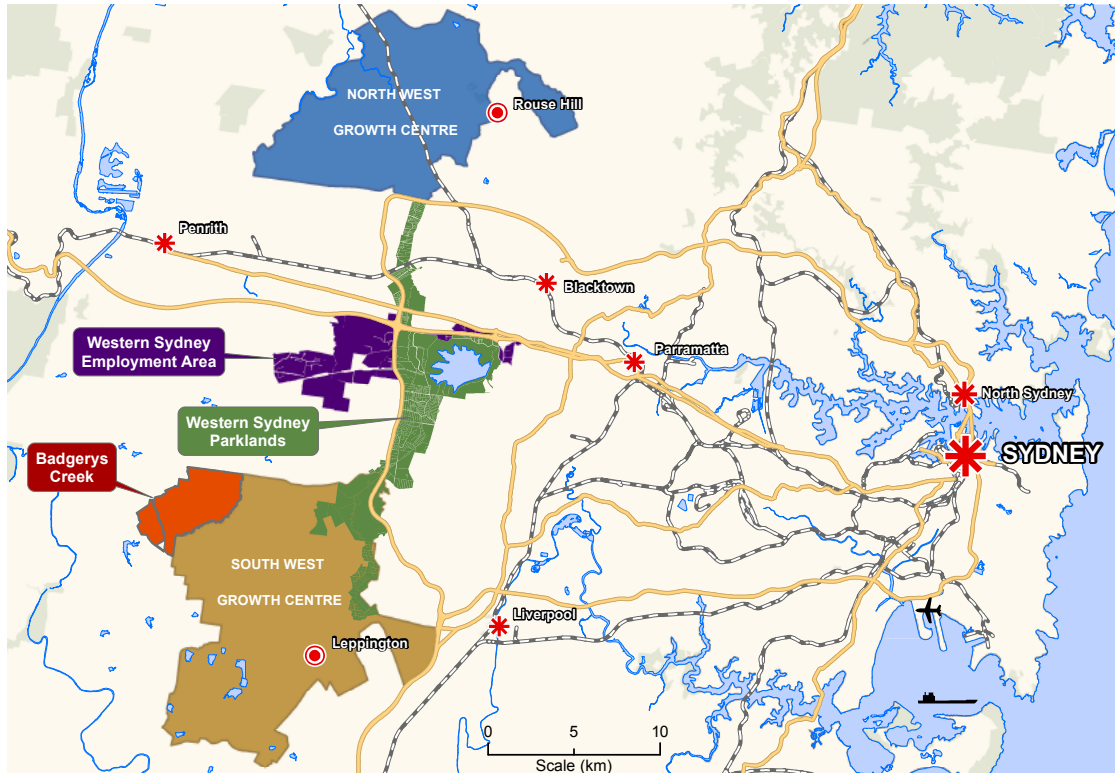 NORTH WEST
GROWTH CENTRE
Rouse Hill
Penrith
Blacktown
Western Sydney
Employment Area
Parramatta
North Sydney
Western Sydney
Parklands
SYDNEY
Badgerys
Creek
SOUTH WEST
GROWTH CENTRE
Liverpool
Leppington
0 5 10
Scale (km)